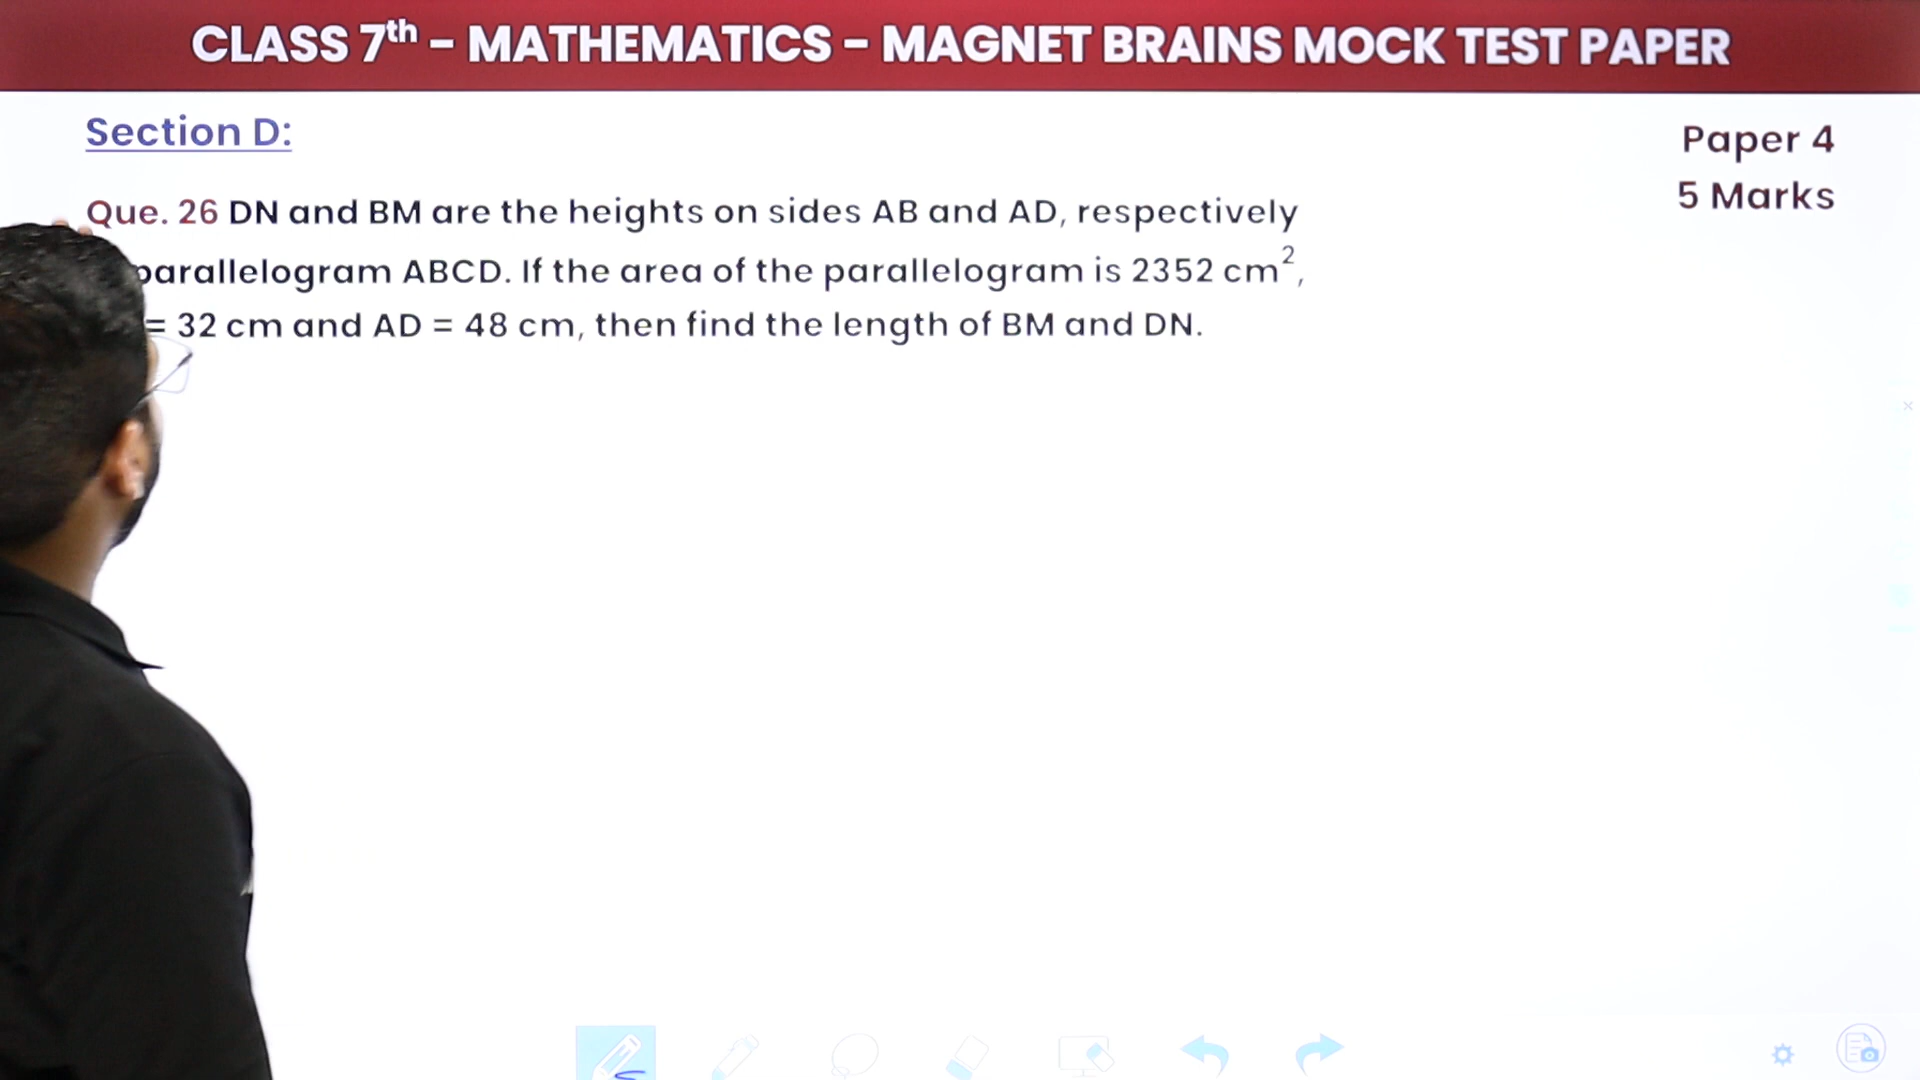 CLASS 7th – MATHEMATICS – MAGNET BRAINS MOCK TEST PAPER
Section D:
Paper 4
5 Marks
Que. 26 DN and BM are the heights on sides AB and AD, respectively
parallelogram ABCD. If the area of the parallelogram is 2352 cm²,
= 32 cm and AD = 48 cm, then find the length of BM and DN.